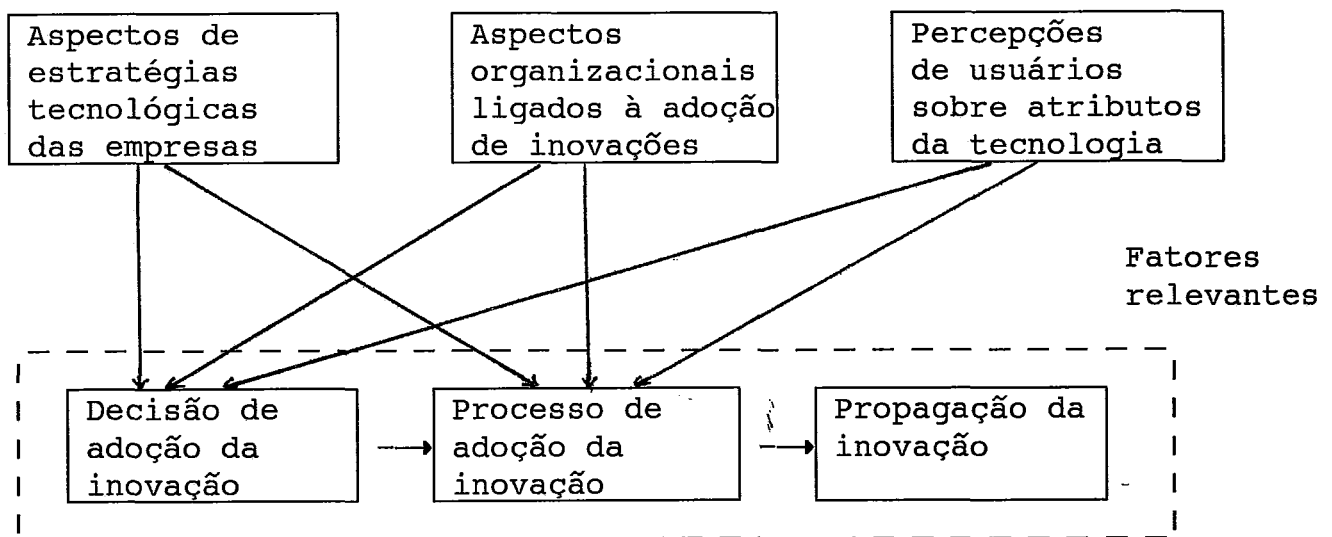 Aspectos de
estratégias
tecnológicas
das empresas
Aspectos
organizacionais
ligados à adoção
de inovações
Percepções
de usuários
sobre atributos
da tecnologia
Fatores
relevantes
Decisão de
adoção da
inovação
Processo de
adoção da
inovação
Propagação da
inovação